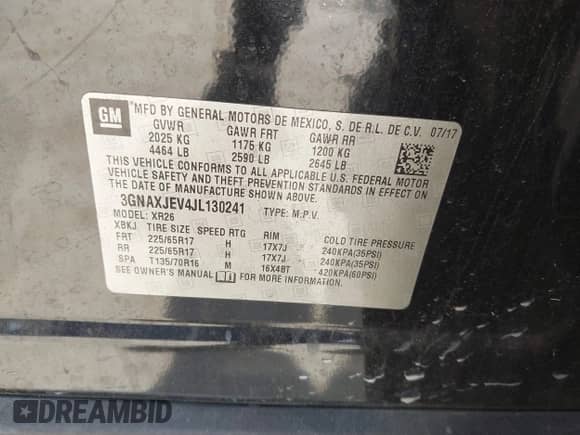 GM
MFD BY GENERAL MOTORS DE MEXICO, S. DE R.L. DE C.V. 07/17
GVWR GAWR FRT GAWR RR
2025 KG 1175 KG 1200 KG
4464 LB 2590 LB 2645 LB
THIS VEHICLE CONFORMS TO ALL APPLICABLE U.S. FEDERAL MOTOR
VEHICLE SAFETY AND THEFT PREVENTION STANDARDS IN EFFECT ON
THE DATE OF MANUFACTURE SHOWN ABOVE.
3GNAXJEV4JL130241 TYPE: M.P.V.
MODEL: XR26
XBKJ TIRE SIZE SPEED RTG RIM COLD TIRE PRESSURE
FRT 225/65R17 H 17X7J 240KPA(35PSI)
RR 225/65R17 H 17X7J 240KPA(35PSI)
SPA T135/70R16 M 16X4BT 420KPA(60PSI)
SEE OWNER'S MANUAL FOR MORE INFORMATION.
DREAMBID